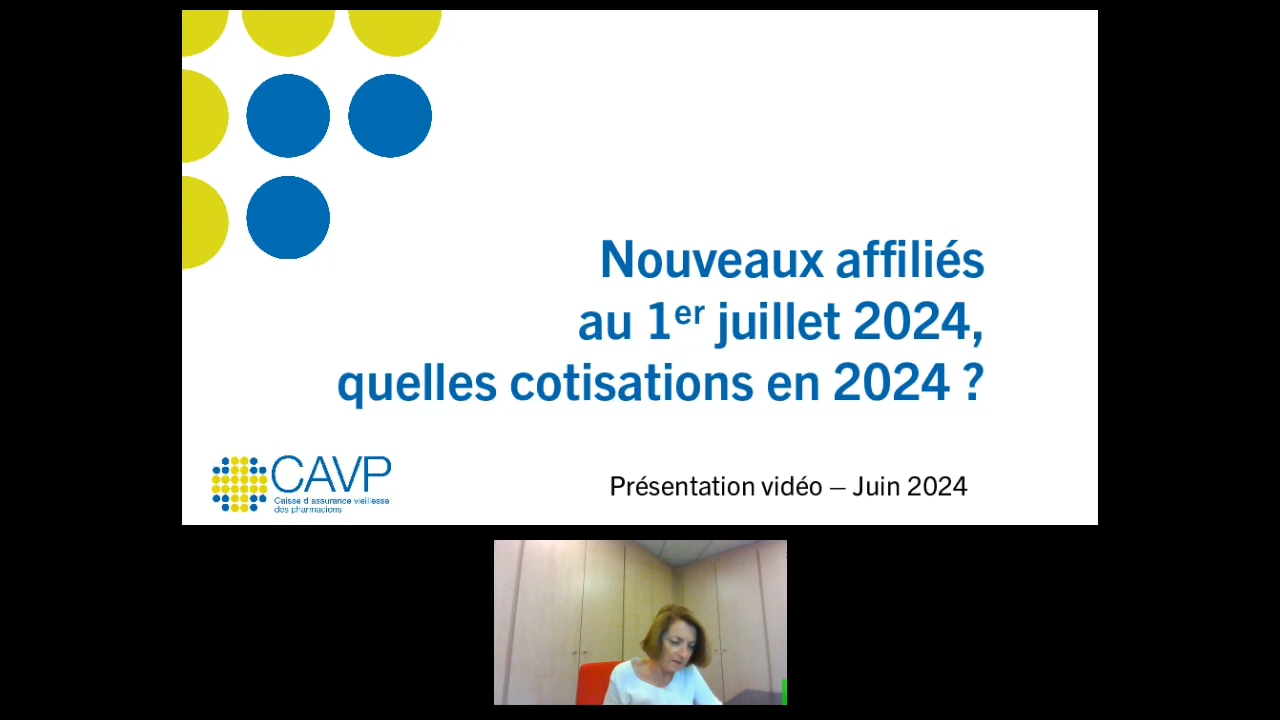 Nouveaux affiliés
au 1er juillet 2024,
quelles cotisations en 2024 ?
CAVP
Caisse d assurance vieillesse
des pharmaciens
Présentation vidéo – Juin 2024